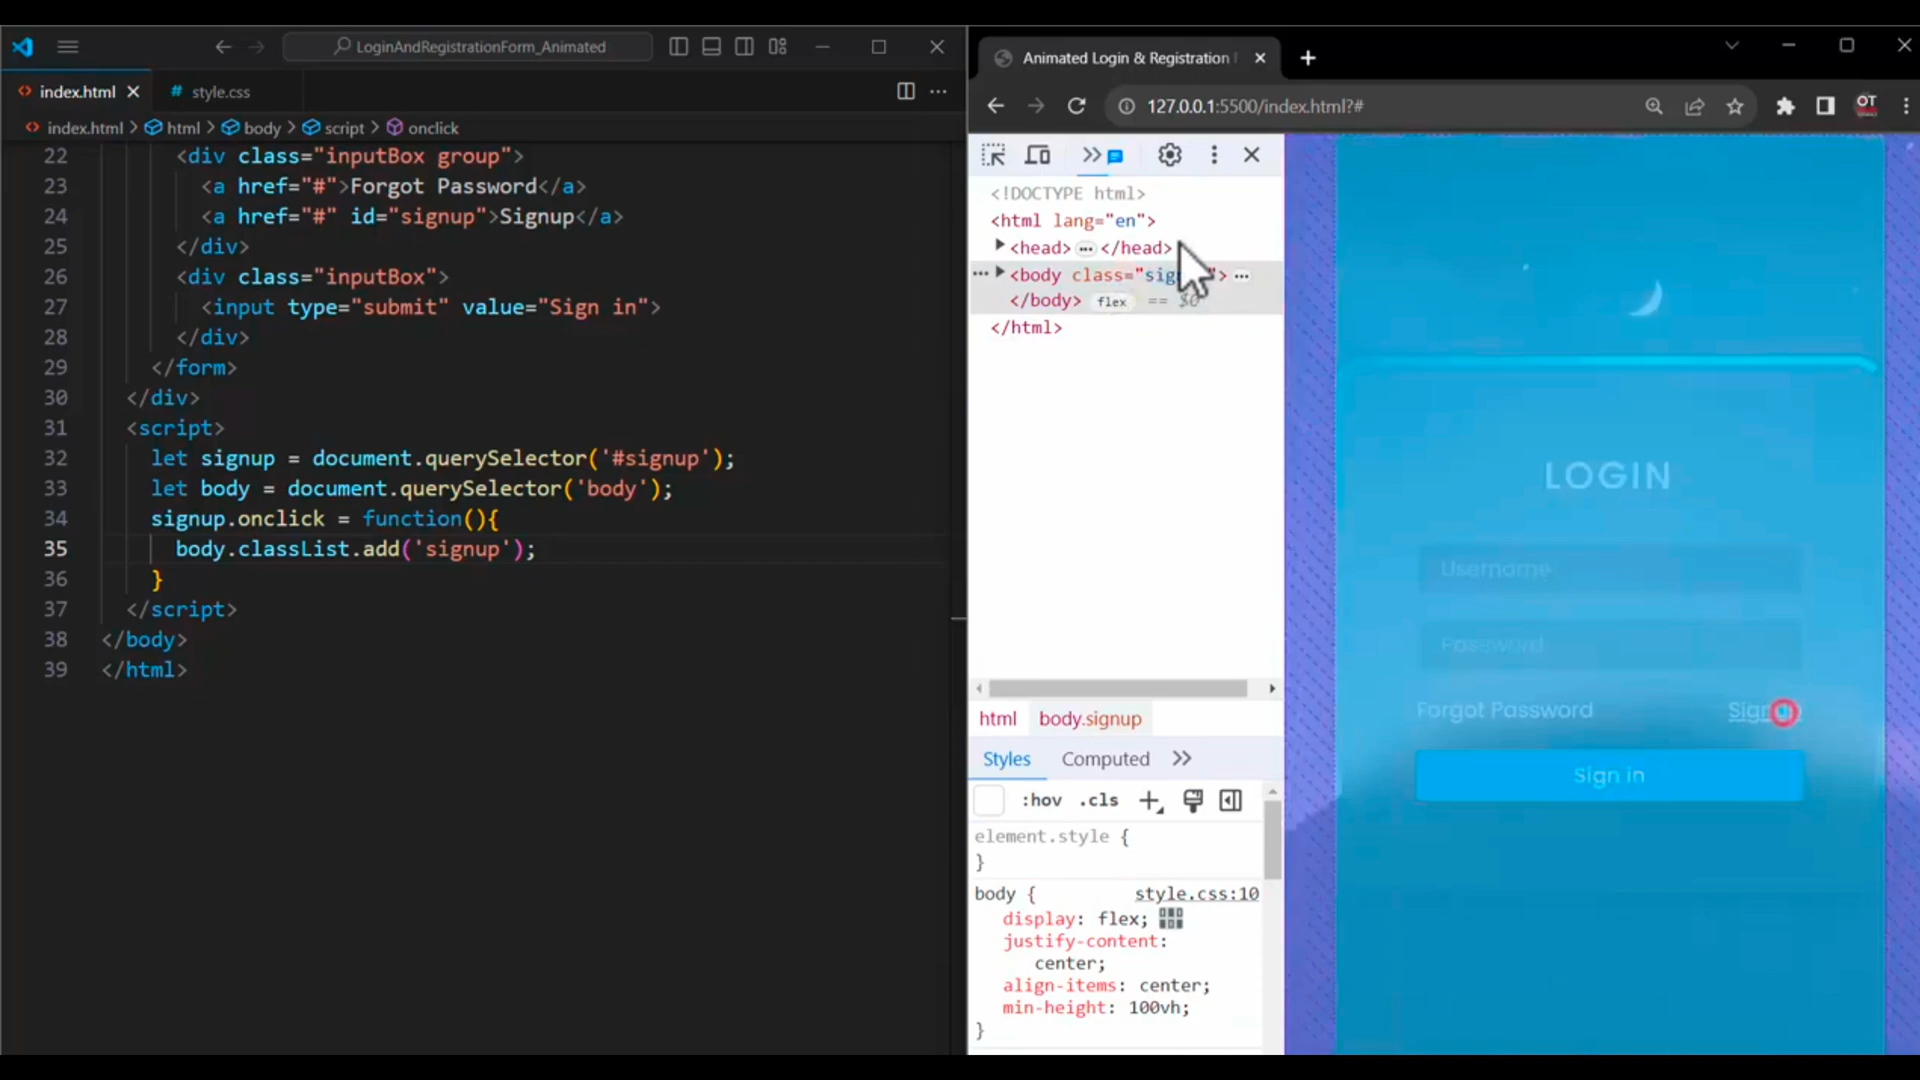 LoginAndRegistrationForm_Animated
index.html
# style.css
index.html > html > body > script > onclick
22 <div class="inputBox group">
23 <a href="#">Forgot Password</a>
24 <a href="#" id="signup">Signup</a>
25 </div>
26 <div class="inputBox">
27 <input type="submit" value="Sign in">
28 </div>
29 </form>
30 </div>
31 <script>
32 let signup = document.querySelector('#signup');
33 let body = document.querySelector('body');
34 signup.onclick = function(){
35 body.classList.add('signup');
36 }
37 </script>
38 </body>
39 </html>
Animated Login & Registration
127.0.0.1:5500/index.html?#
OT
<!DOCTYPE html>
<html lang="en">
<head> ... </head>
<body class="sig "> ...
</body> flex == $0
</html>
html body.signup
Styles Computed
:hov .cls
element.style {
}
body { style.css:10
display: flex;
justify-content:
center;
align-items: center;
min-height: 100vh;
}
LOGIN
Username
Password
Forgot Password
Sign in